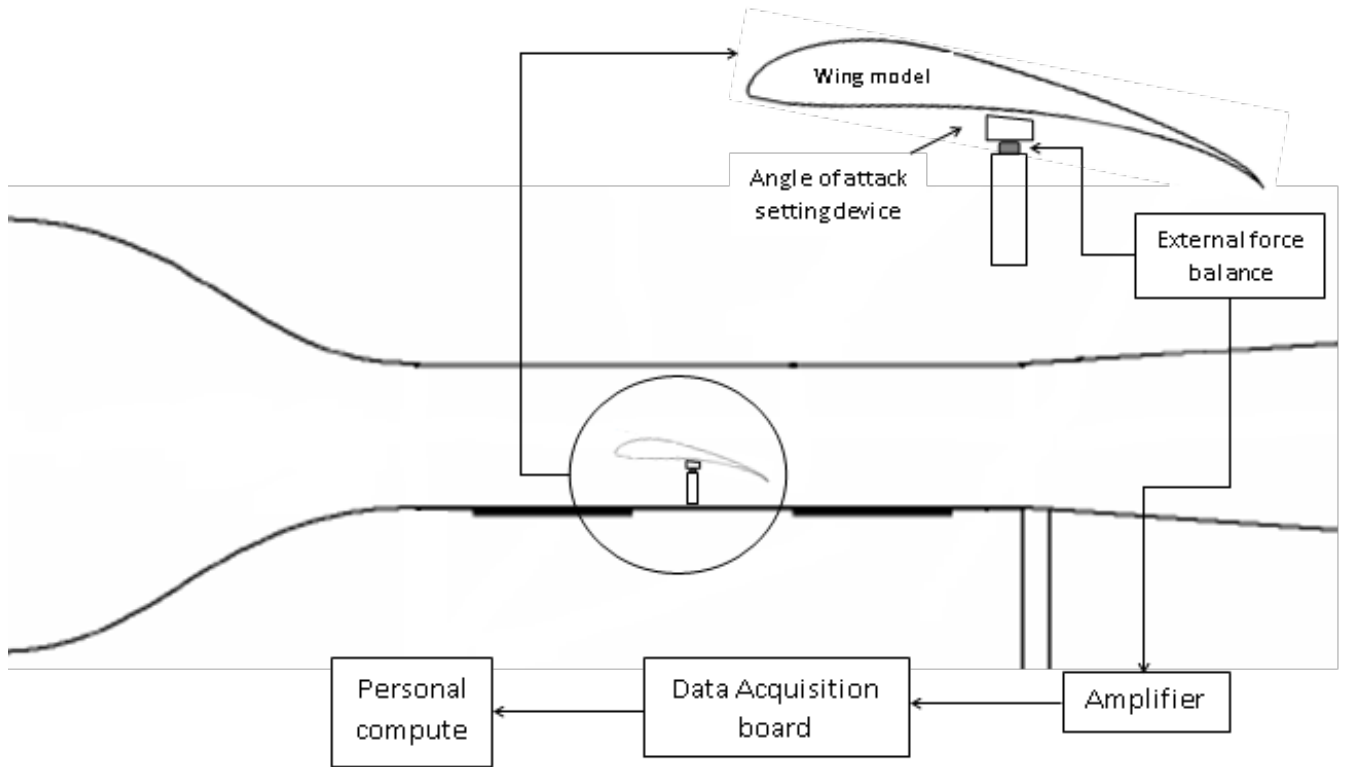 Wing model
Angle of attack
setting device
External force
balance
Personal
compute
Data Acquisition
board
Amplifier